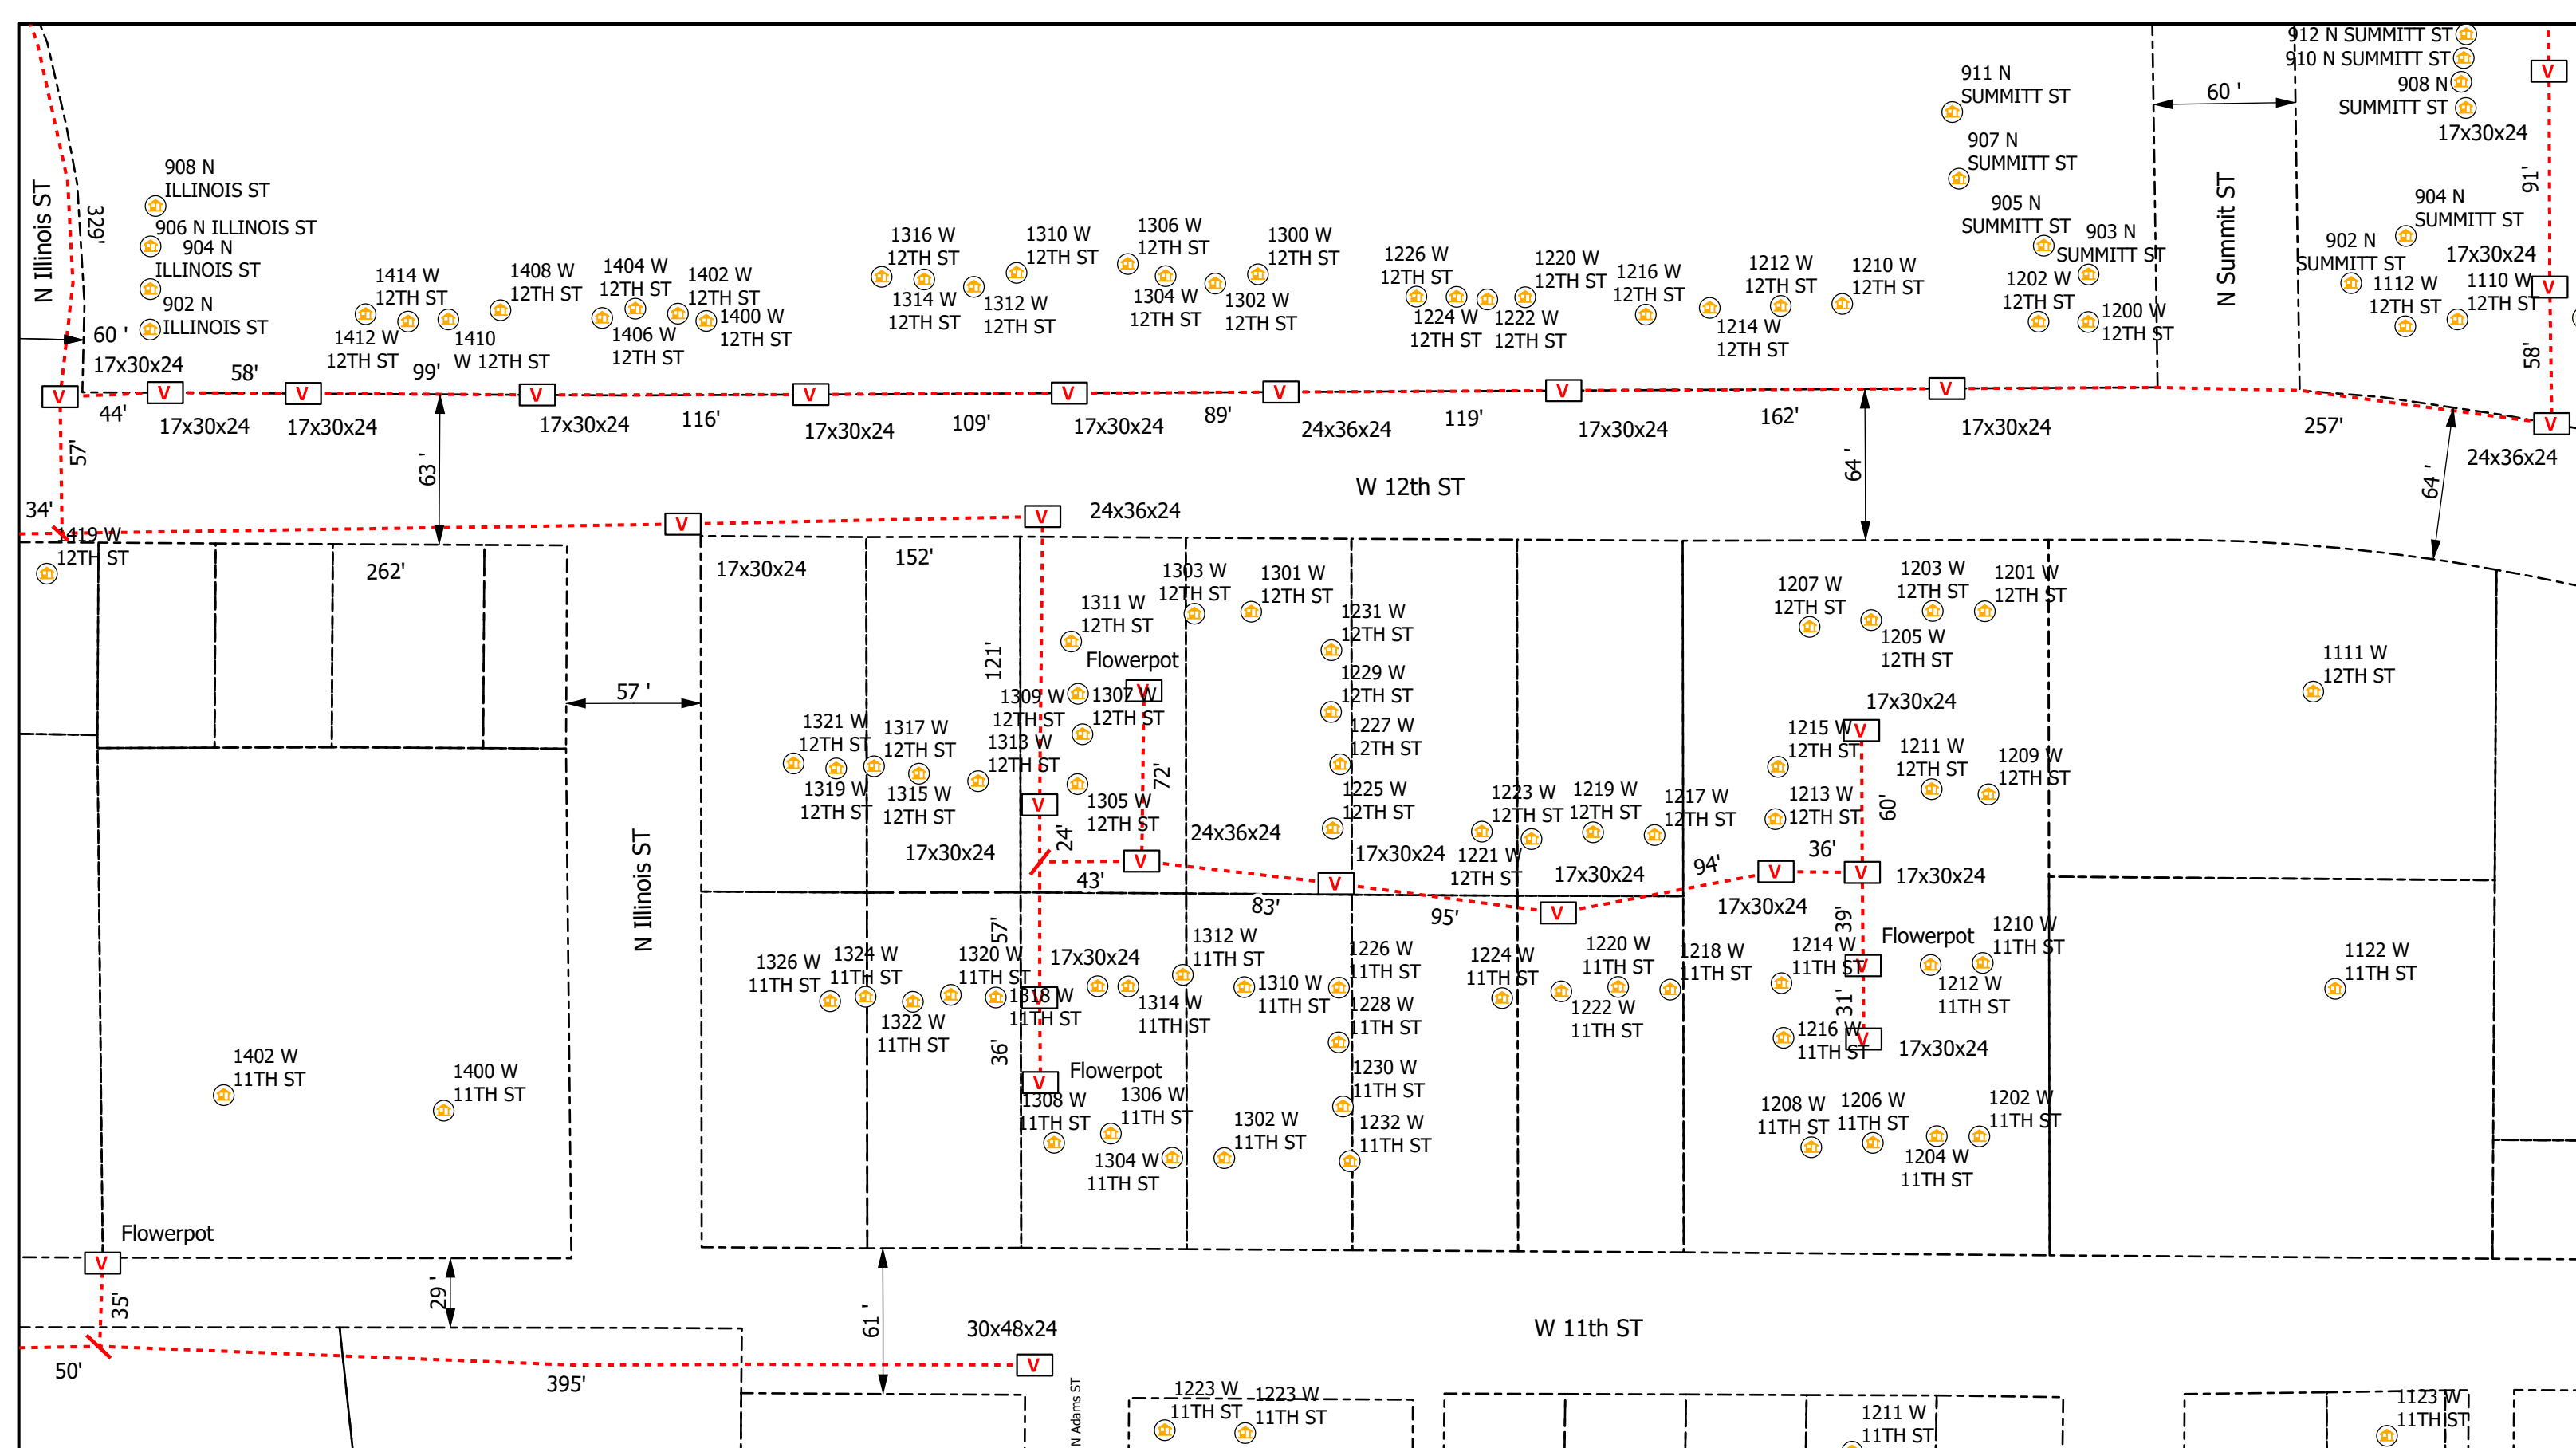 912 N SUMMITT ST
910 N SUMMITT ST
908 N
SUMMITT ST
17x30x24
V
911 N
SUMMITT ST
60 '
907 N
SUMMITT ST
905 N
SUMMITT ST
903 N
SUMMITT ST
N Summit ST
91'
904 N
SUMMITT ST
902 N
SUMMITT ST
17x30x24
1112 W
12TH ST
1110 W
12TH ST
V
58'
N Illinois ST
329'
908 N
ILLINOIS ST
906 N ILLINOIS ST
904 N
ILLINOIS ST
902 N
ILLINOIS ST
60 '
17x30x24
58'
1414 W
12TH ST
1412 W
12TH ST
1410
W 12TH ST
1408 W
12TH ST
1404 W
12TH ST
1406 W
12TH ST
1402 W
12TH ST
1400 W
12TH ST
99'
1316 W
12TH ST
1314 W
12TH ST
1310 W
12TH ST
1312 W
12TH ST
1306 W
12TH ST
1304 W
12TH ST
1300 W
12TH ST
1302 W
12TH ST
1226 W
12TH ST
1224 W
12TH ST
1220 W
12TH ST
1222 W
12TH ST
1216 W
12TH ST
1214 W
12TH ST
1212 W
12TH ST
1210 W
12TH ST
1202 W
12TH ST
1200 W
12TH ST
V
V
V
V
V
V
V
V
V
V
44'
17x30x24
17x30x24
17x30x24
116'
17x30x24
109'
17x30x24
89'
24x36x24
119'
17x30x24
162'
17x30x24
257'
24x36x24
57'
63 '
64 '
64 '
W 12th ST
34'
1419 W
12TH ST
262'
V
V
24x36x24
17x30x24
152'
57 '
121'
1311 W
12TH ST
Flowerpot
V
1309 W
12TH ST
1307 W
12TH ST
1303 W
12TH ST
1301 W
12TH ST
1231 W
12TH ST
1229 W
12TH ST
1227 W
12TH ST
1225 W
12TH ST
1207 W
12TH ST
1203 W
12TH ST
1201 W
12TH ST
1205 W
12TH ST
1111 W
12TH ST
17x30x24
V
1215 W
12TH ST
1211 W
12TH ST
1209 W
12TH ST
1213 W
12TH ST
60'
1321 W
12TH ST
1319 W
12TH ST
1317 W
12TH ST
1315 W
12TH ST
1313 W
12TH ST
1305 W
12TH ST
72'
V
24'
17x30x24
43'
V
24x36x24
83'
V
17x30x24
95'
1223 W
12TH ST
1221 W
12TH ST
1219 W
12TH ST
1217 W
12TH ST
17x30x24
V
94'
V
36'
V
17x30x24
17x30x24
N Illinois ST
57'
1326 W
11TH ST
1324 W
11TH ST
1322 W
11TH ST
1320 W
11TH ST
1318 W
11TH ST
17x30x24
V
1314 W
11TH ST
1312 W
11TH ST
1310 W
11TH ST
1226 W
11TH ST
1228 W
11TH ST
1230 W
11TH ST
1232 W
11TH ST
1224 W
11TH ST
1220 W
11TH ST
1222 W
11TH ST
1218 W
11TH ST
1214 W
11TH ST
39'
Flowerpot
V
1210 W
11TH ST
1212 W
11TH ST
31'
1216 W
11TH ST
V
17x30x24
1122 W
11TH ST
1402 W
11TH ST
1400 W
11TH ST
36'
V
Flowerpot
1308 W
11TH ST
1306 W
11TH ST
1304 W
11TH ST
1302 W
11TH ST
1208 W
11TH ST
1206 W
11TH ST
1204 W
11TH ST
1202 W
11TH ST
Flowerpot
V
35'
29 '
61 '
50'
395'
30x48x24
V
W 11th ST
N Adams ST
1223 W
11TH ST
1223 W
11TH ST
1211 W
11TH ST
1123 W
11TH ST